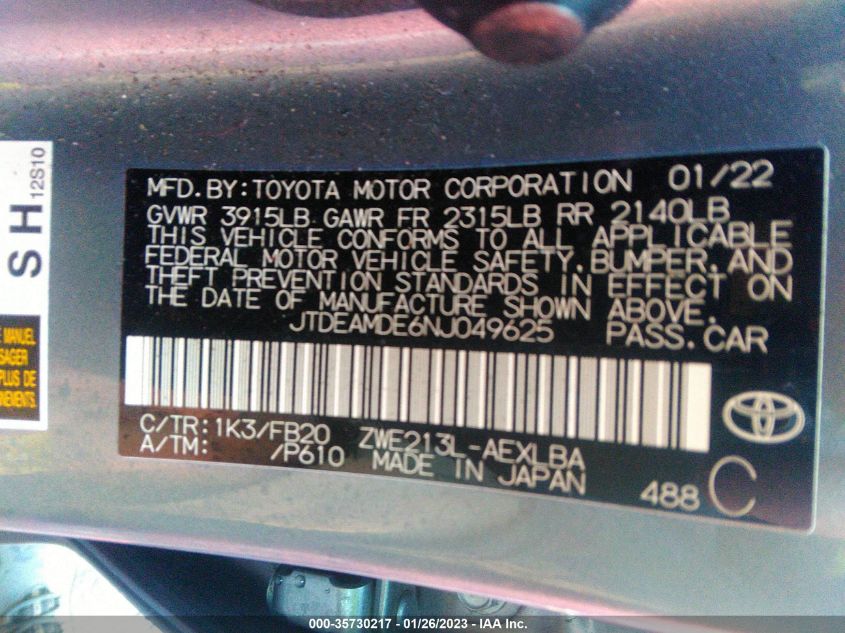 MFD. BY: TOYOTA MOTOR CORPORATION 01/22
GVWR 3915LB GAWR FR 2315LB RR 2140LB
THIS VEHICLE CONFORMS TO ALL APPLICABLE
FEDERAL MOTOR VEHICLE SAFETY, BUMPER, AND
THEFT PREVENTION STANDARDS IN EFFECT ON
THE DATE OF MANUFACTURE SHOWN ABOVE.
JTDEAMDE6NJ049625 PASS. CAR
C/TR: 1K3/FB20 ZWE213L-AEXLBA
A/TM: /P610 MADE IN JAPAN
488 C
SH
12S10
MANUEL
PLUS DE
000-35730217 — 01/26/2023 — IAA Inc.